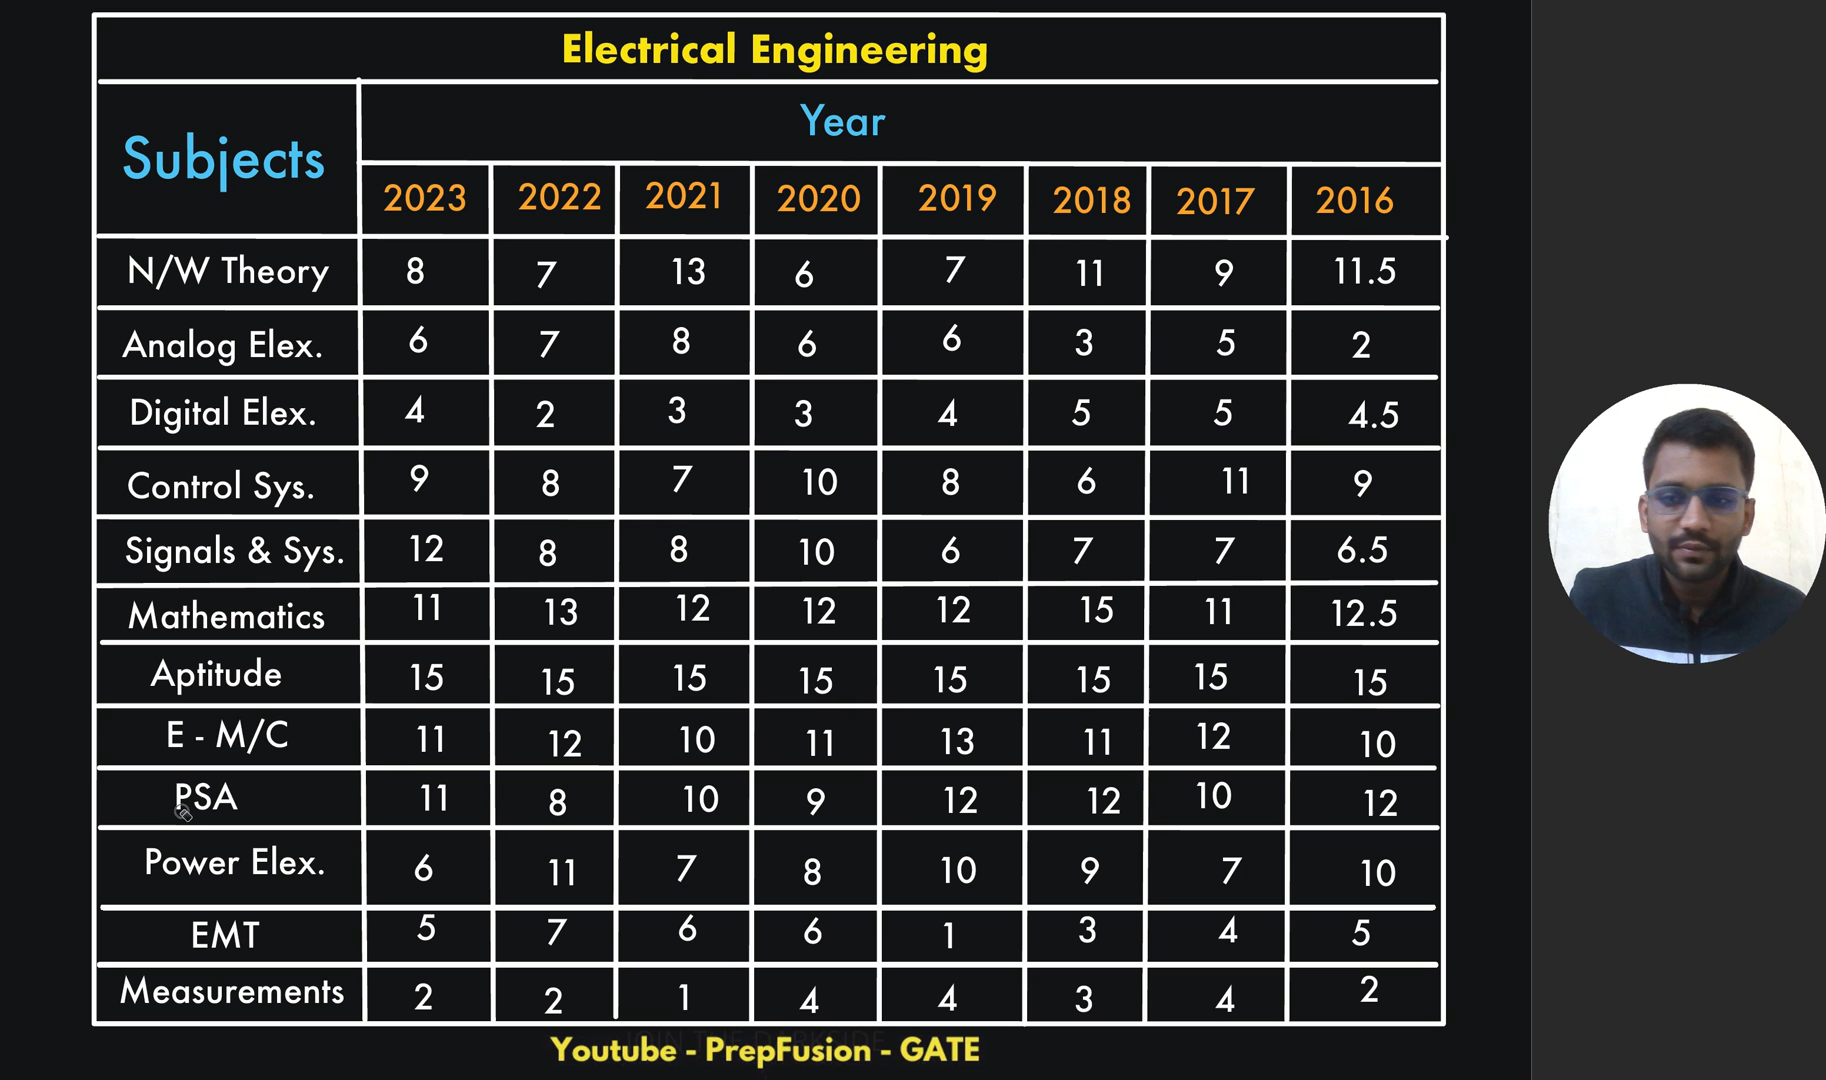 Electrical Engineering
Subjects
Year
2023 2022 2021 2020 2019 2018 2017 2016
N/W Theory 8 7 13 6 7 11 9 11.5
Analog Elex. 6 7 8 6 6 3 5 2
Digital Elex. 4 2 3 3 4 5 5 4.5
Control Sys. 9 8 7 10 8 6 11 9
Signals & Sys. 12 8 8 10 6 7 7 6.5
Mathematics 11 13 12 12 12 15 11 12.5
Aptitude 15 15 15 15 15 15 15 15
E - M/C 11 12 10 11 13 11 12 10
PSA 11 8 10 9 12 12 10 12
Power Elex. 6 11 7 8 10 9 7 10
EMT 5 7 6 6 1 3 4 5
Measurements 2 2 1 4 4 3 4 2
Youtube - PrepFusion - GATE